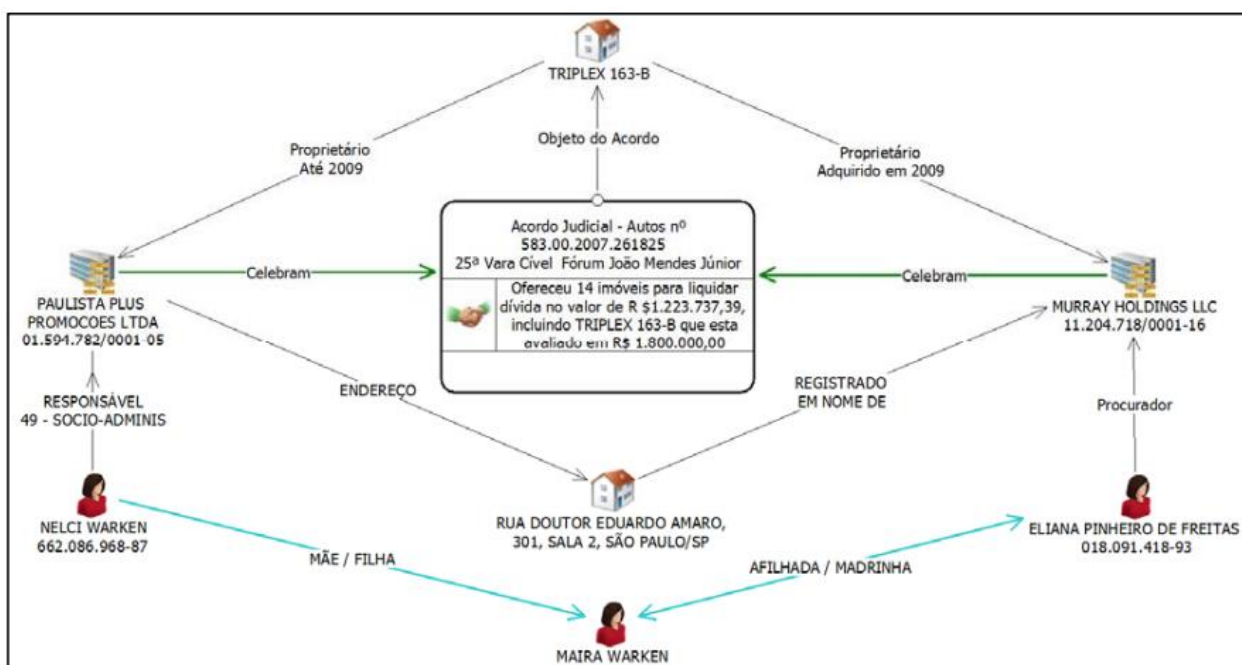 TRIPLEX 163-B
Objeto do Acordo
Proprietário
Até 2009
Proprietário
Adquirido em 2009
Acordo Judicial - Autos nº
583.00.2007.261825
25ª Vara Cível Fórum João Mendes Júnior
Ofereceu 14 imóveis para liquidar
dívida no valor de R $1.223.737,39,
incluindo TRIPLEX 163-B que esta
avaliado em R$ 1.800.000,00
Celebram
Celebram
PAULISTA PLUS
PROMOCOES LTDA
01.594.782/0001-05
MURRAY HOLDINGS LLC
11.204.718/0001-16
RESPONSÁVEL
49 - SOCIO-ADMINIS
ENDEREÇO
REGISTRADO
EM NOME DE
Procurador
NELCI WARKEN
662.086.968-87
RUA DOUTOR EDUARDO AMARO,
301, SALA 2, SÃO PAULO/SP
ELIANA PINHEIRO DE FREITAS
018.091.418-93
MÃE / FILHA
AFILHADA / MADRINHA
MAIRA WARKEN